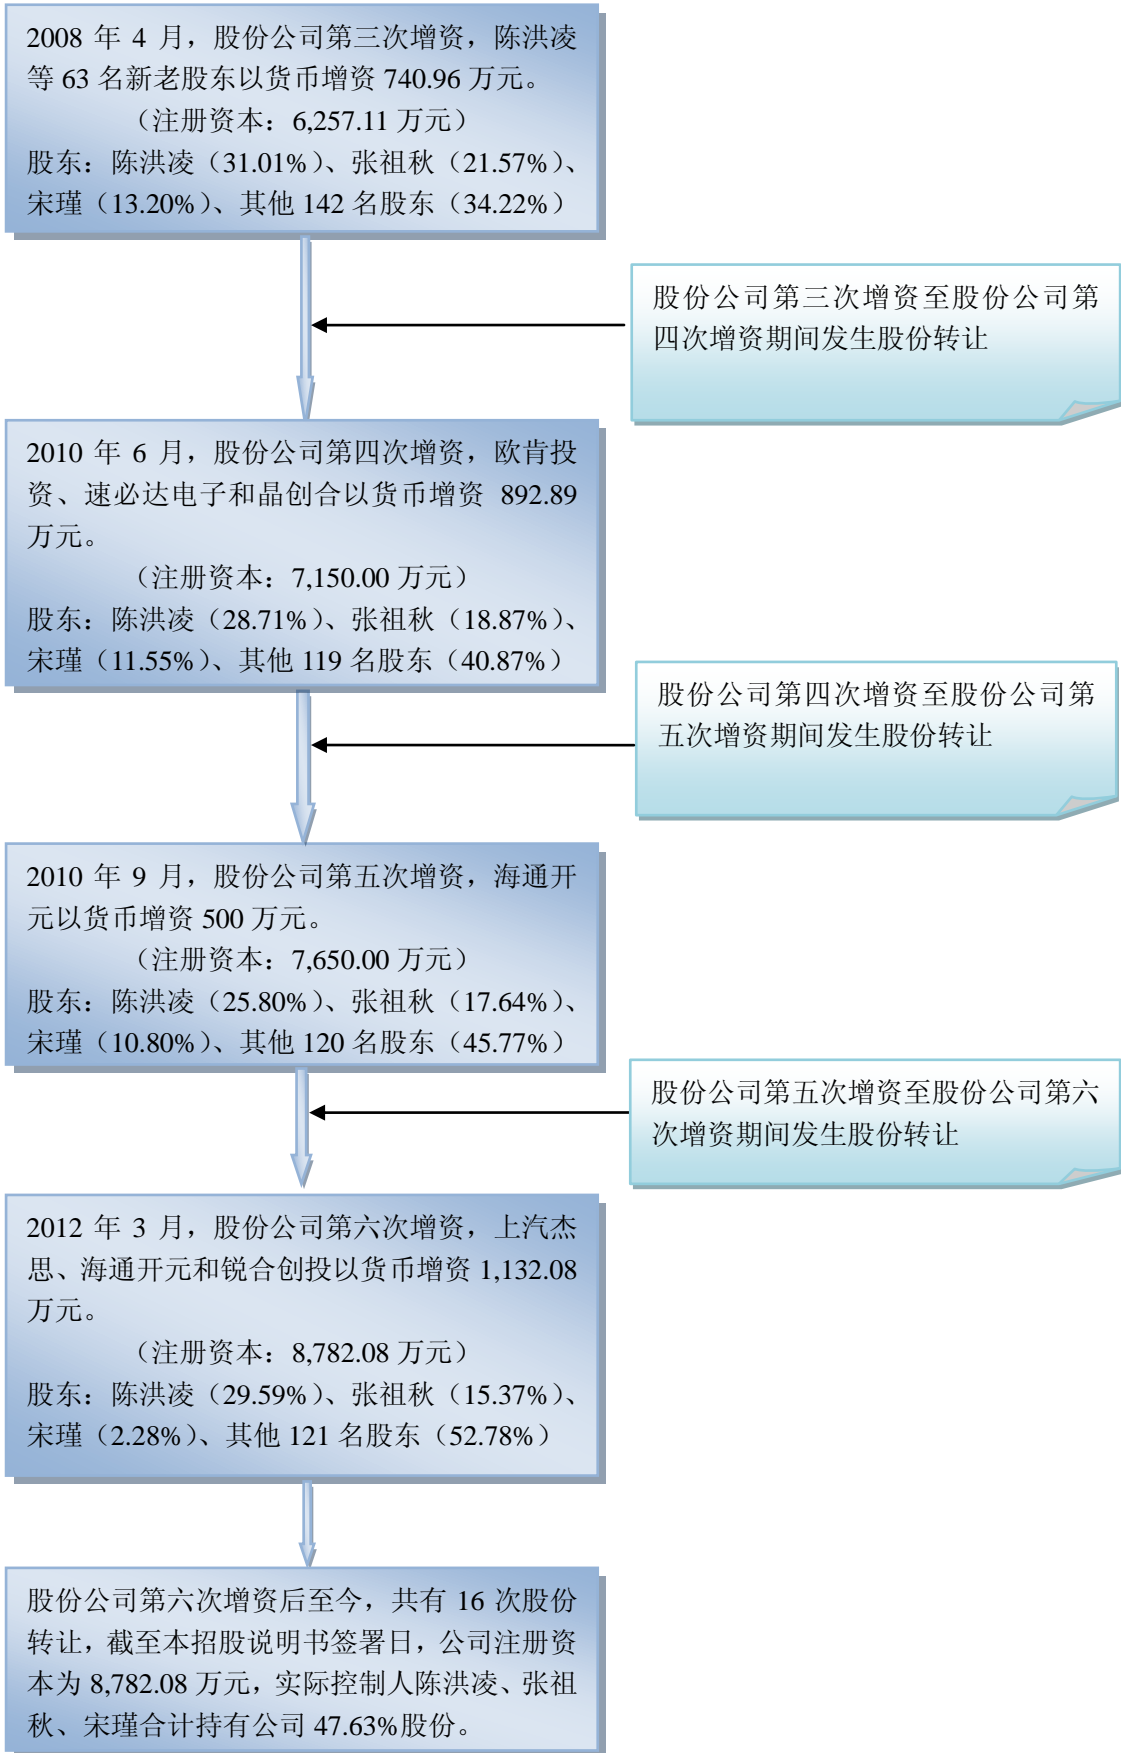 2008 年 4 月，股份公司第三次增资，陈洪凌
等 63 名新老股东以货币增资 740.96 万元。
（注册资本：6,257.11 万元）
股东：陈洪凌（31.01%）、张祖秋（21.57%）、
宋瑾（13.20%）、其他 142 名股东（34.22%）
股份公司第三次增资至股份公司第
四次增资期间发生股份转让
2010 年 6 月，股份公司第四次增资，欧肯投
资、速必达电子和晶创合以货币增资 892.89
万元。
（注册资本：7,150.00 万元）
股东：陈洪凌（28.71%）、张祖秋（18.87%）、
宋瑾（11.55%）、其他 119 名股东（40.87%）
股份公司第四次增资至股份公司第
五次增资期间发生股份转让
2010 年 9 月，股份公司第五次增资，海通开
元以货币增资 500 万元。
（注册资本：7,650.00 万元）
股东：陈洪凌（25.80%）、张祖秋（17.64%）、
宋瑾（10.80%）、其他 120 名股东（45.77%）
股份公司第五次增资至股份公司第六
次增资期间发生股份转让
2012 年 3 月，股份公司第六次增资，上汽杰
思、海通开元和锐合创投以货币增资 1,132.08
万元。
（注册资本：8,782.08 万元）
股东：陈洪凌（29.59%）、张祖秋（15.37%）、
宋瑾（2.28%）、其他 121 名股东（52.78%）
股份公司第六次增资后至今，共有 16 次股份
转让，截至本招股说明书签署日，公司注册资
本为 8,782.08 万元，实际控制人陈洪凌、张祖
秋、宋瑾合计持有公司 47.63%股份。